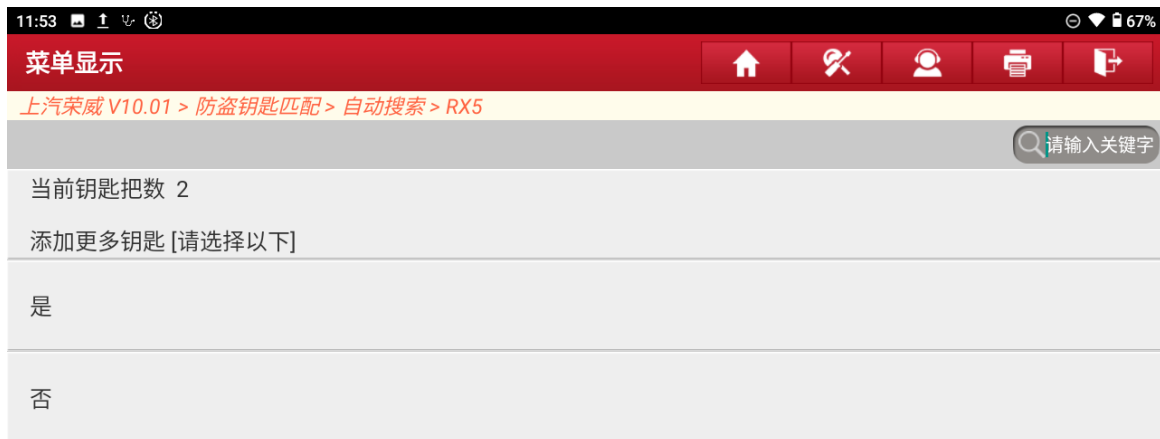 11:53
67%
菜单显示
上汽荣威 V10.01 > 防盗钥匙匹配 > 自动搜索 > RX5
请输入关键字
当前钥匙把数 2
添加更多钥匙 [请选择以下]
是
否